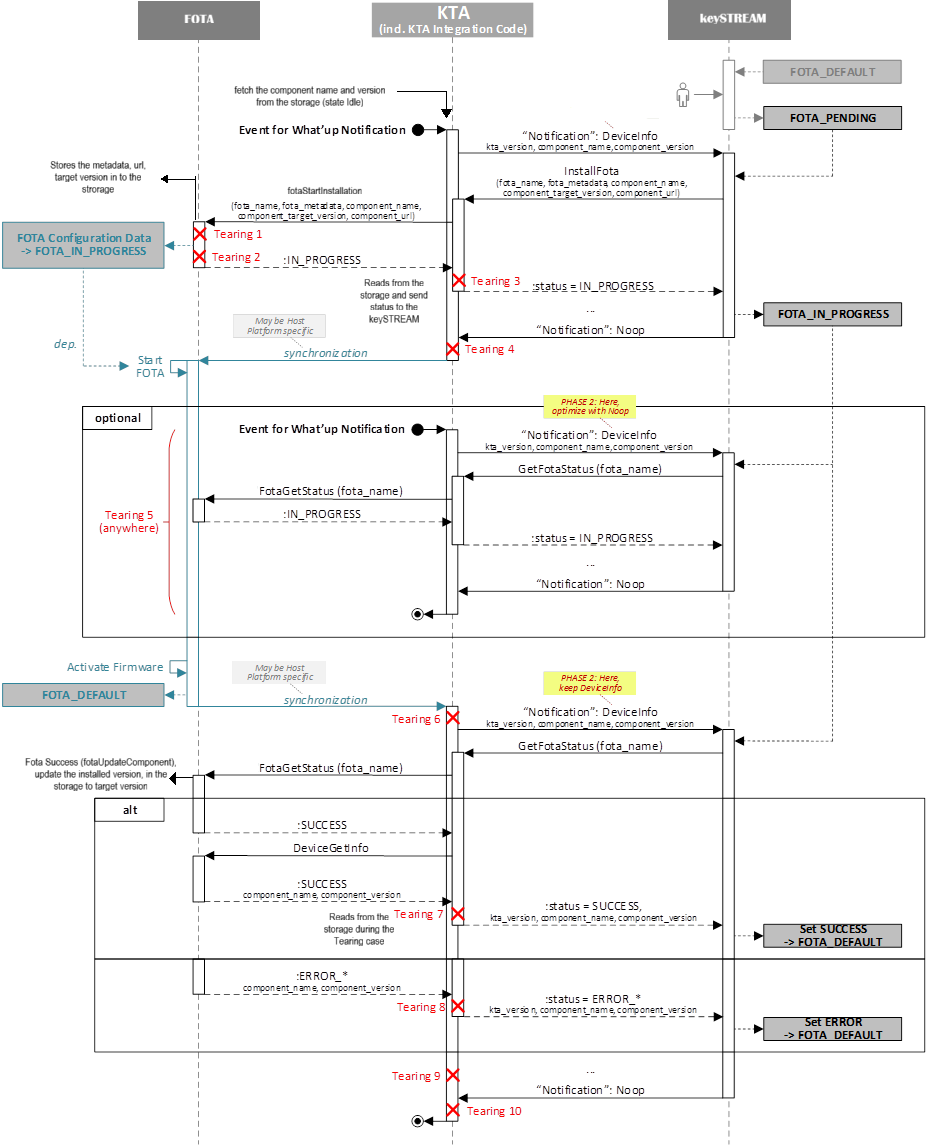 FOTA
KTA
(ind. KTA Integration Code)
keySTREAM
FOTA_DEFAULT
fetch the component name and version
from the storage (state Idle)
FOTA_PENDING
Event for What'up Notification
“Notification”: DeviceInfo
kta_version, component_name,component_version
Stores the metadata, url,
target version in to the
strorage
InstallFota
(fota_name, fota_metadata, component_name,
component_target_version, component_url)
fotaStartInstallation
(fota_name, fota_metadata, component_name,
component_target_version, component_url)
Tearing 1
FOTA Configuration Data
-> FOTA_IN_PROGRESS
Tearing 2
:IN_PROGRESS
Tearing 3
:status = IN_PROGRESS
Reads from the
storage and send
status to the
keySTREAM
...
FOTA_IN_PROGRESS
May be Host
Platform specific
“Notification”: Noop
dep.
synchronization
Tearing 4
Start
FOTA
optional
PHASE 2: Here,
optimize with Noop
Event for What'up Notification
“Notification”: DeviceInfo
kta_version, component_name,component_version
GetFotaStatus (fota_name)
FotaGetStatus (fota_name)
Tearing 5
(anywhere)
:IN_PROGRESS
:status = IN_PROGRESS
...
“Notification”: Noop
Activate Firmware
May be Host
Platform specific
PHASE 2: Here,
keep DeviceInfo
FOTA_DEFAULT
synchronization
Tearing 6
“Notification”: DeviceInfo
kta_version, component_name, component_version
GetFotaStatus (fota_name)
Fota Success (fotaUpdateComponent),
update the installed version, in the
storage to target version
FotaGetStatus (fota_name)
alt
:SUCCESS
DeviceGetInfo
:SUCCESS
component_name, component_version
Reads from the
storage during the
Tearing case
Tearing 7
:status = SUCCESS,
kta_version, component_name, component_version
Set SUCCESS
-> FOTA_DEFAULT
:ERROR_*
component_name, component_version
Tearing 8
:status = ERROR_*
kta_version, component_name, component_version
Set ERROR
-> FOTA_DEFAULT
Tearing 9
...
“Notification”: Noop
Tearing 10